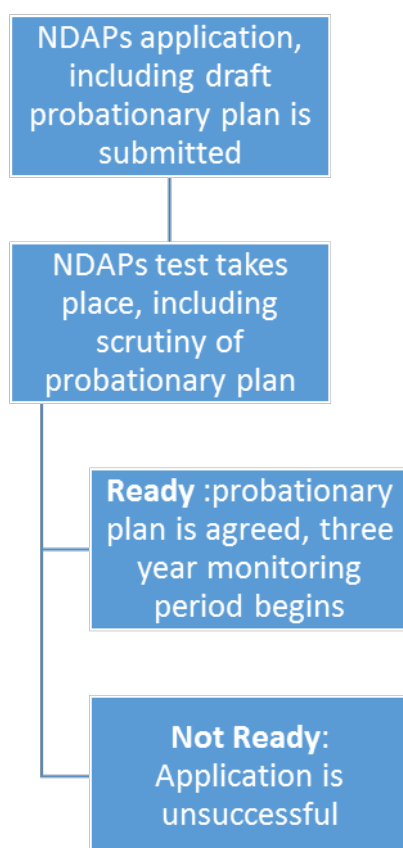 NDAPs application,
including draft
probationary plan is
submitted
NDAPs test takes
place, including
scrutiny of
probationary plan
Ready :probationary
plan is agreed, three
year monitoring
period begins
Not Ready:
Application is
unsuccessful